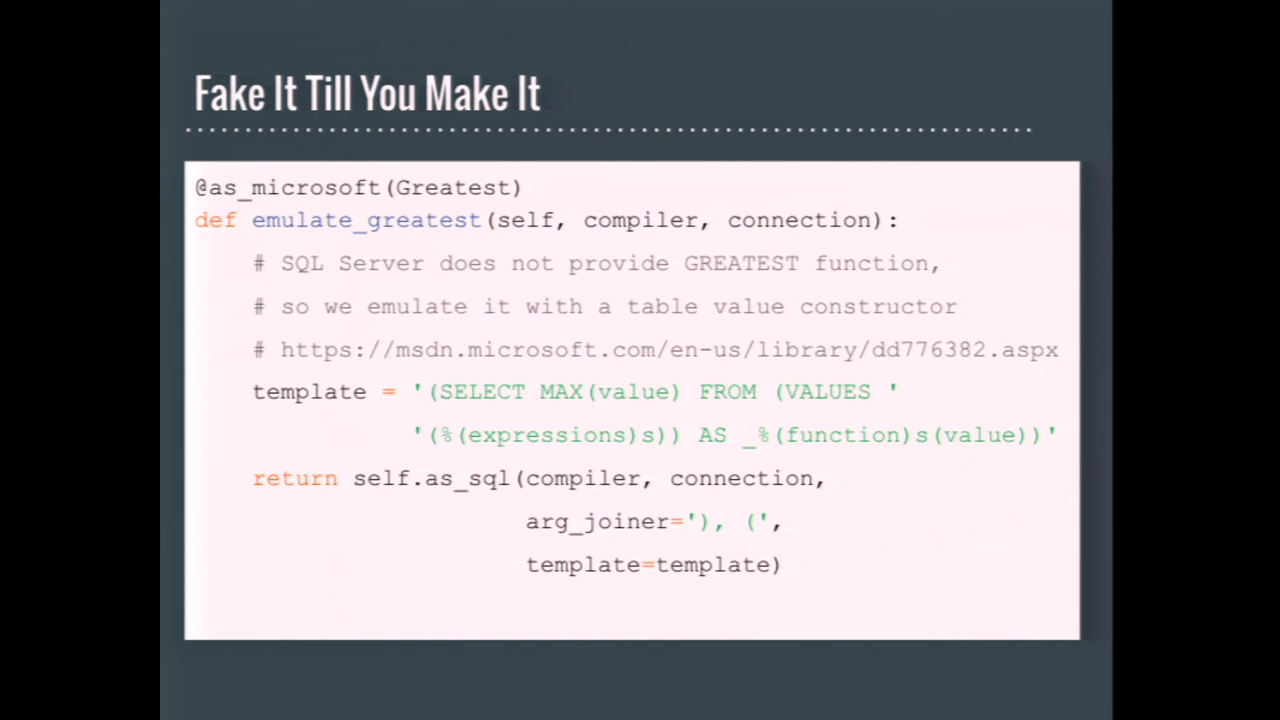 Fake It Till You Make It
@as_microsoft(Greatest)
def emulate_greatest(self, compiler, connection):
    # SQL Server does not provide GREATEST function,
    # so we emulate it with a table value constructor
    # https://msdn.microsoft.com/en-us/library/dd776382.aspx
    template = '(SELECT MAX(value) FROM (VALUES '
               '(%(expressions)s)) AS _%(function)s(value))'
    return self.as_sql(compiler, connection,
                       arg_joiner='), (',
                       template=template)